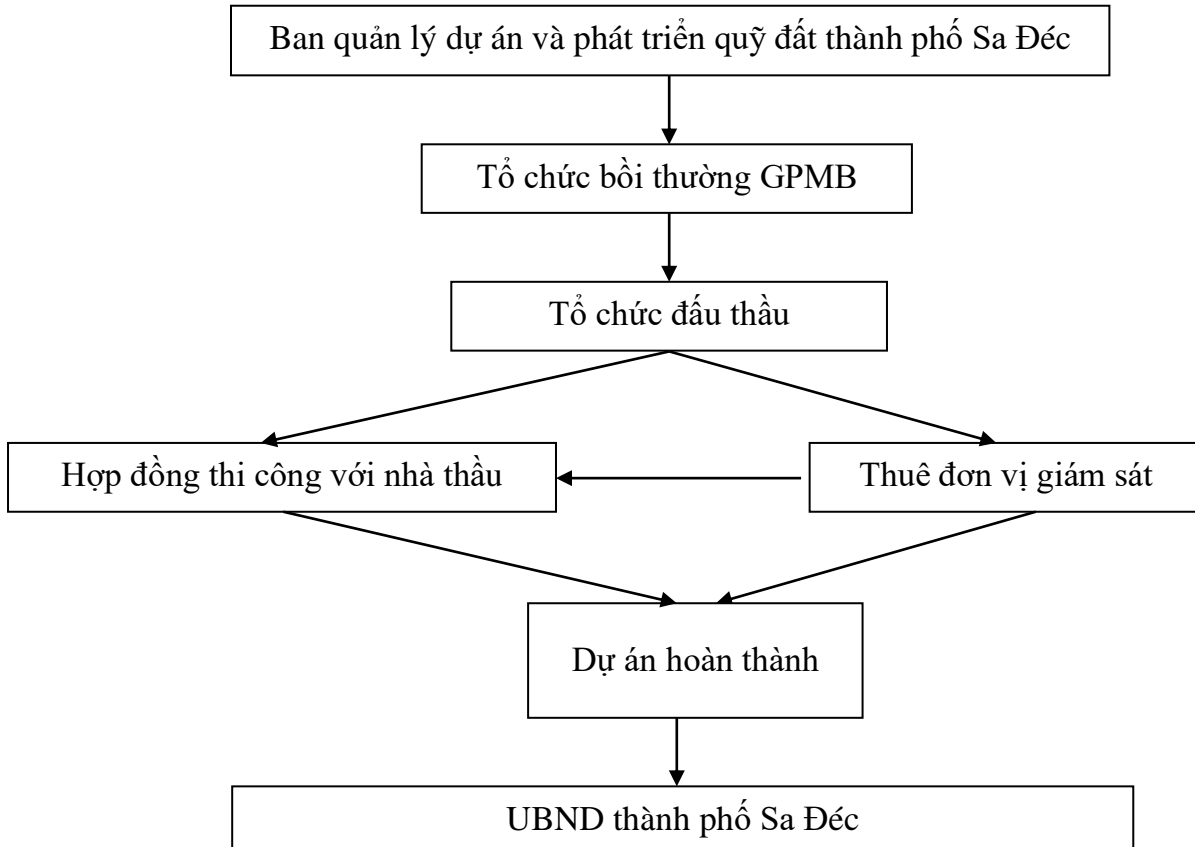 Ban quản lý dự án và phát triển quỹ đất thành phố Sa Đéc
Tổ chức bồi thường GPMB
Tổ chức đấu thầu
Hợp đồng thi công với nhà thầu
Thuê đơn vị giám sát
Dự án hoàn thành
UBND thành phố Sa Đéc